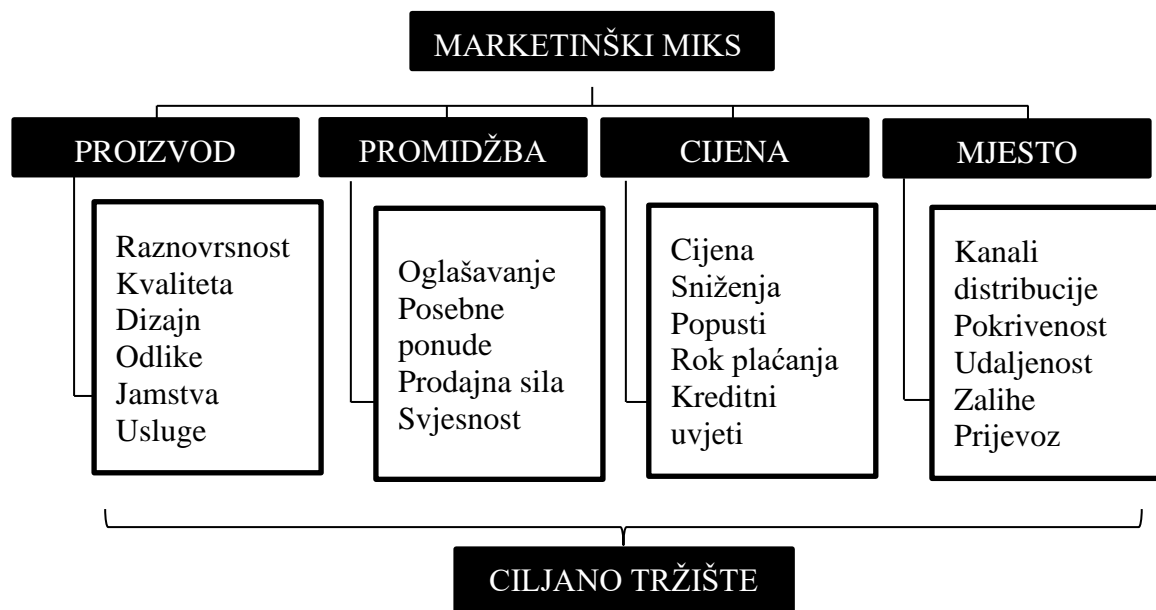 MARKETINŠKI MIKS
PROIZVOD
PROMIDŽBA
CIJENA
MJESTO
Raznovrsnost
Kvaliteta
Dizajn
Odlike
Jamstva
Usluge
Oglašavanje
Posebne
ponude
Prodajna sila
Svjesnost
Cijena
Sniženja
Popusti
Rok plaćanja
Kreditni
uvjeti
Kanali
distribucije
Pokrivenost
Udaljenost
Zalihe
Prijevoz
CILJANO TRŽIŠTE